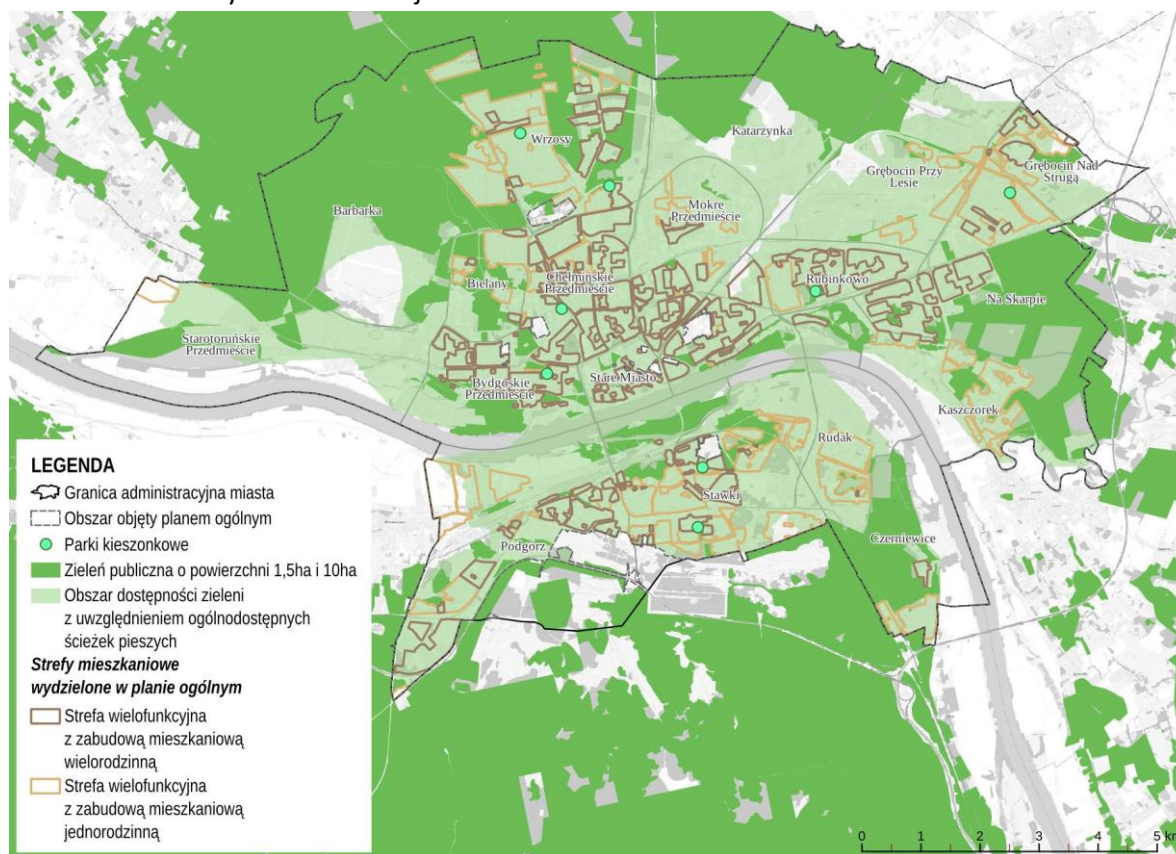 Wrzosy
Katarzynka
Grębocin Przy
Lesie
Grębocin Nad
Strugą
Barbarka
Mokre
Przedmieście
Bielany
Chełmińskie
Przedmieście
Rubinkowo
Na Skarpie
Starotoruńskie
Przedmieście
Bydgoskie
Przedmieście
Stare Miasto
Kaszczorek
Rudak
Stawki
Podgórz
Czerniewice
LEGENDA
Granica administracyjna miasta
Obszar objęty planem ogólnym
Parki kieszonkowe
Zieleń publiczna o powierzchni 1,5ha i 10ha
Obszar dostępności zieleni
z uwzględnieniem ogólnodostępnych
ścieżek pieszych
Strefy mieszkaniowe
wydzielone w planie ogólnym
Strefa wielofunkcyjna
z zabudową mieszkaniową
wielorodzinną
Strefa wielofunkcyjna
z zabudową mieszkaniową
jednorodzinną
0 1 2 3 4 5 km